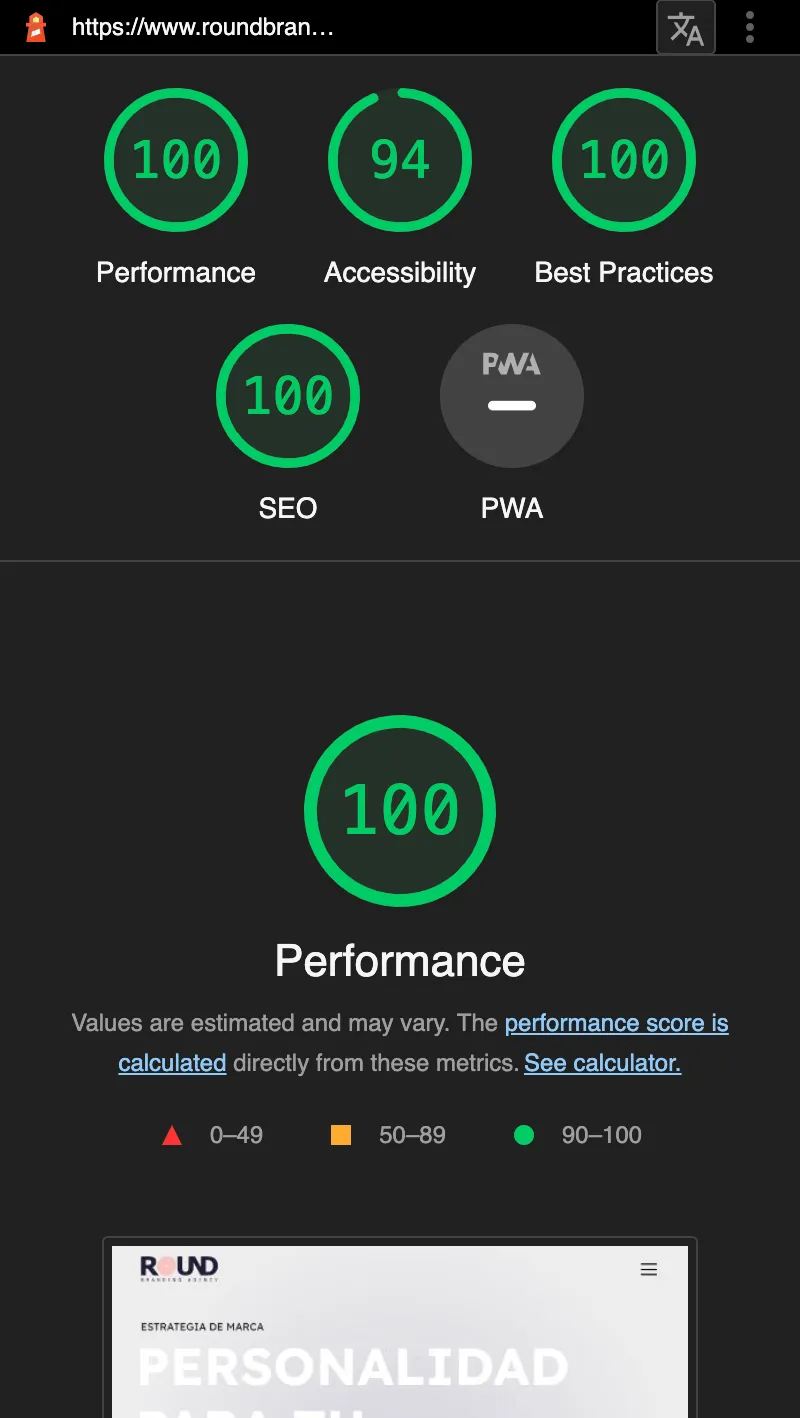 https://www.roundbran…
100
94
100
Performance
Accessibility
Best Practices
100
PWA
SEO
PWA
100
Performance
Values are estimated and may vary. The performance score is
calculated directly from these metrics. See calculator.
0–49
50–89
90–100
ROUND
BRANDING AGENCY
ESTRATEGIA DE MARCA
PERSONALIDAD
PARA TU